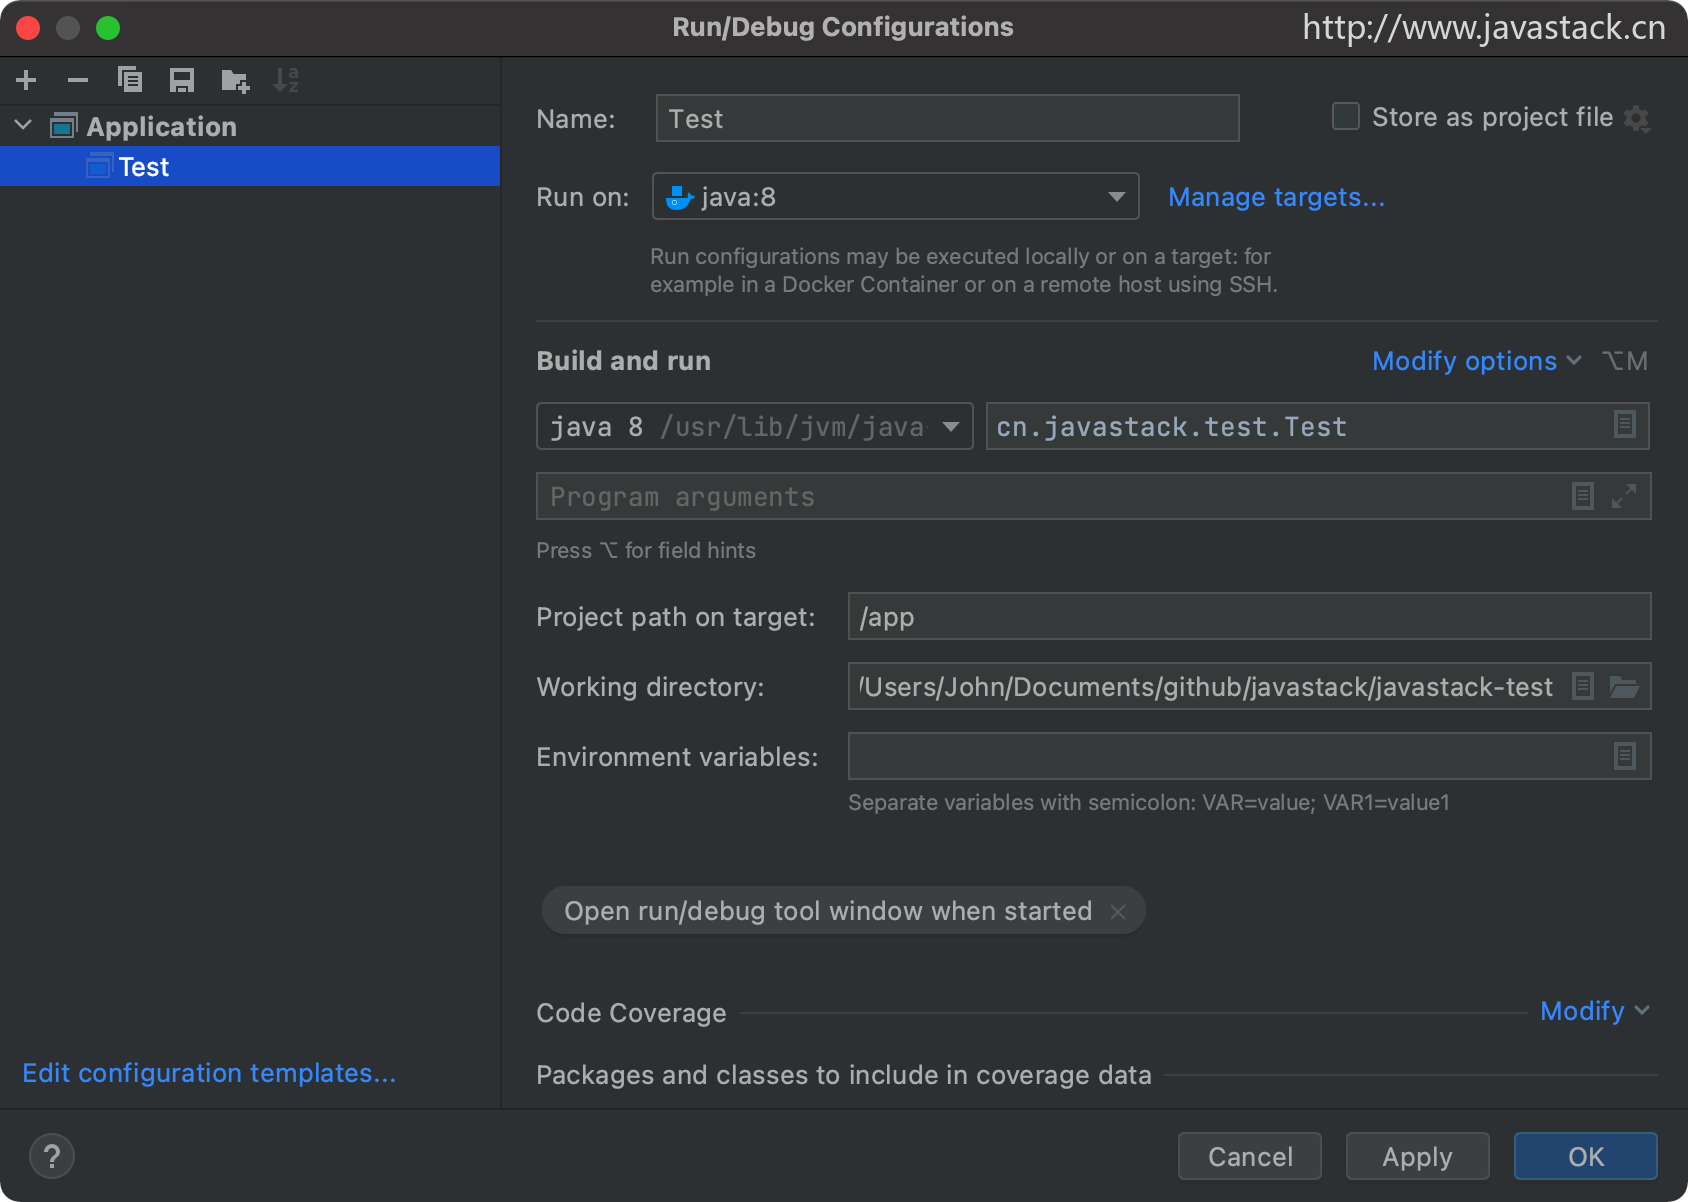 Run/Debug Configurations
http://www.javastack.cn
Application
Test
Name:
Test
Store as project file
Run on:
java:8
Manage targets...
Run configurations may be executed locally or on a target: for
example in a Docker Container or on a remote host using SSH.
Build and run
Modify options
⌥M
java 8 /usr/lib/jvm/java
cn.javastack.test.Test
Program arguments
Press ⌥ for field hints
Project path on target:
/app
Working directory:
/Users/John/Documents/github/javastack/javastack-test
Environment variables:
Separate variables with semicolon: VAR=value; VAR1=value1
Open run/debug tool window when started
Code Coverage
Modify
Packages and classes to include in coverage data
Edit configuration templates...
?
Cancel
Apply
OK